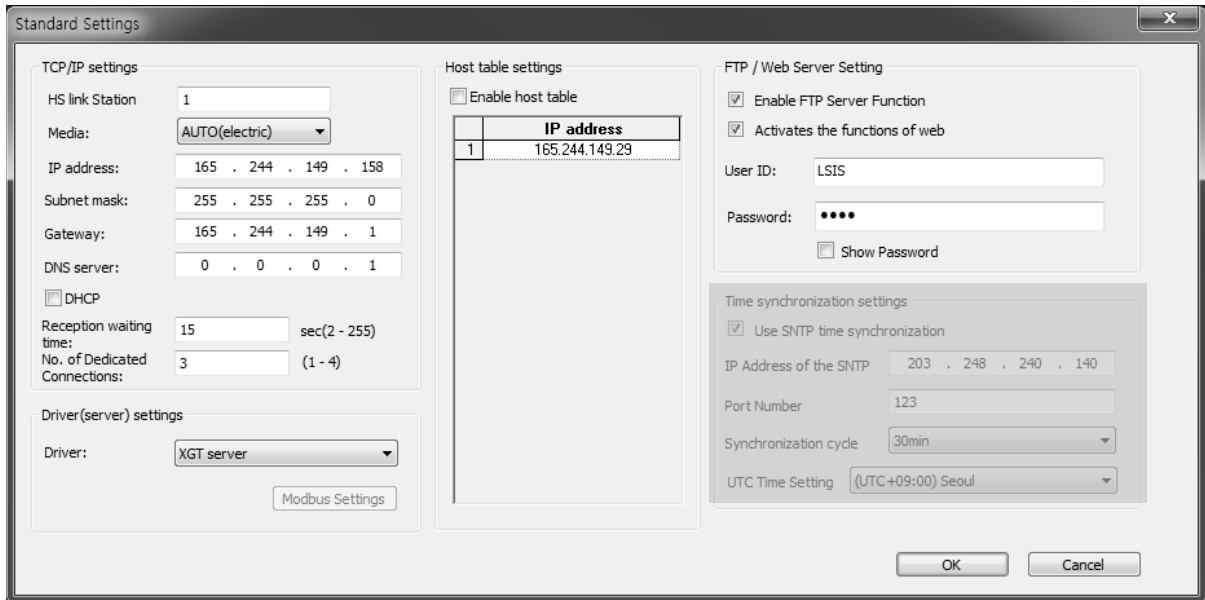 Standard Settings
x
TCP/IP settings
HS link Station 1
Media: AUTO(electric)
IP address: 165 . 244 . 149 . 158
Subnet mask: 255 . 255 . 255 . 0
Gateway: 165 . 244 . 149 . 1
DNS server: 0 . 0 . 0 . 1
DHCP
Reception waiting
time: 15 sec(2 - 255)
No. of Dedicated
Connections: 3 (1 - 4)
Driver(server) settings
Driver: XGT server
Modbus Settings
Host table settings
Enable host table
IP address
1 165.244.149.29
FTP / Web Server Setting
Enable FTP Server Function
Activates the functions of web
User ID: LSIS
Password: ●●●●
Show Password
Time synchronization settings
Use SNTP time synchronization
IP Address of the SNTP 203 . 248 . 240 . 140
Port Number 123
Synchronization cycle 30min
UTC Time Setting (UTC+09:00) Seoul
OK Cancel